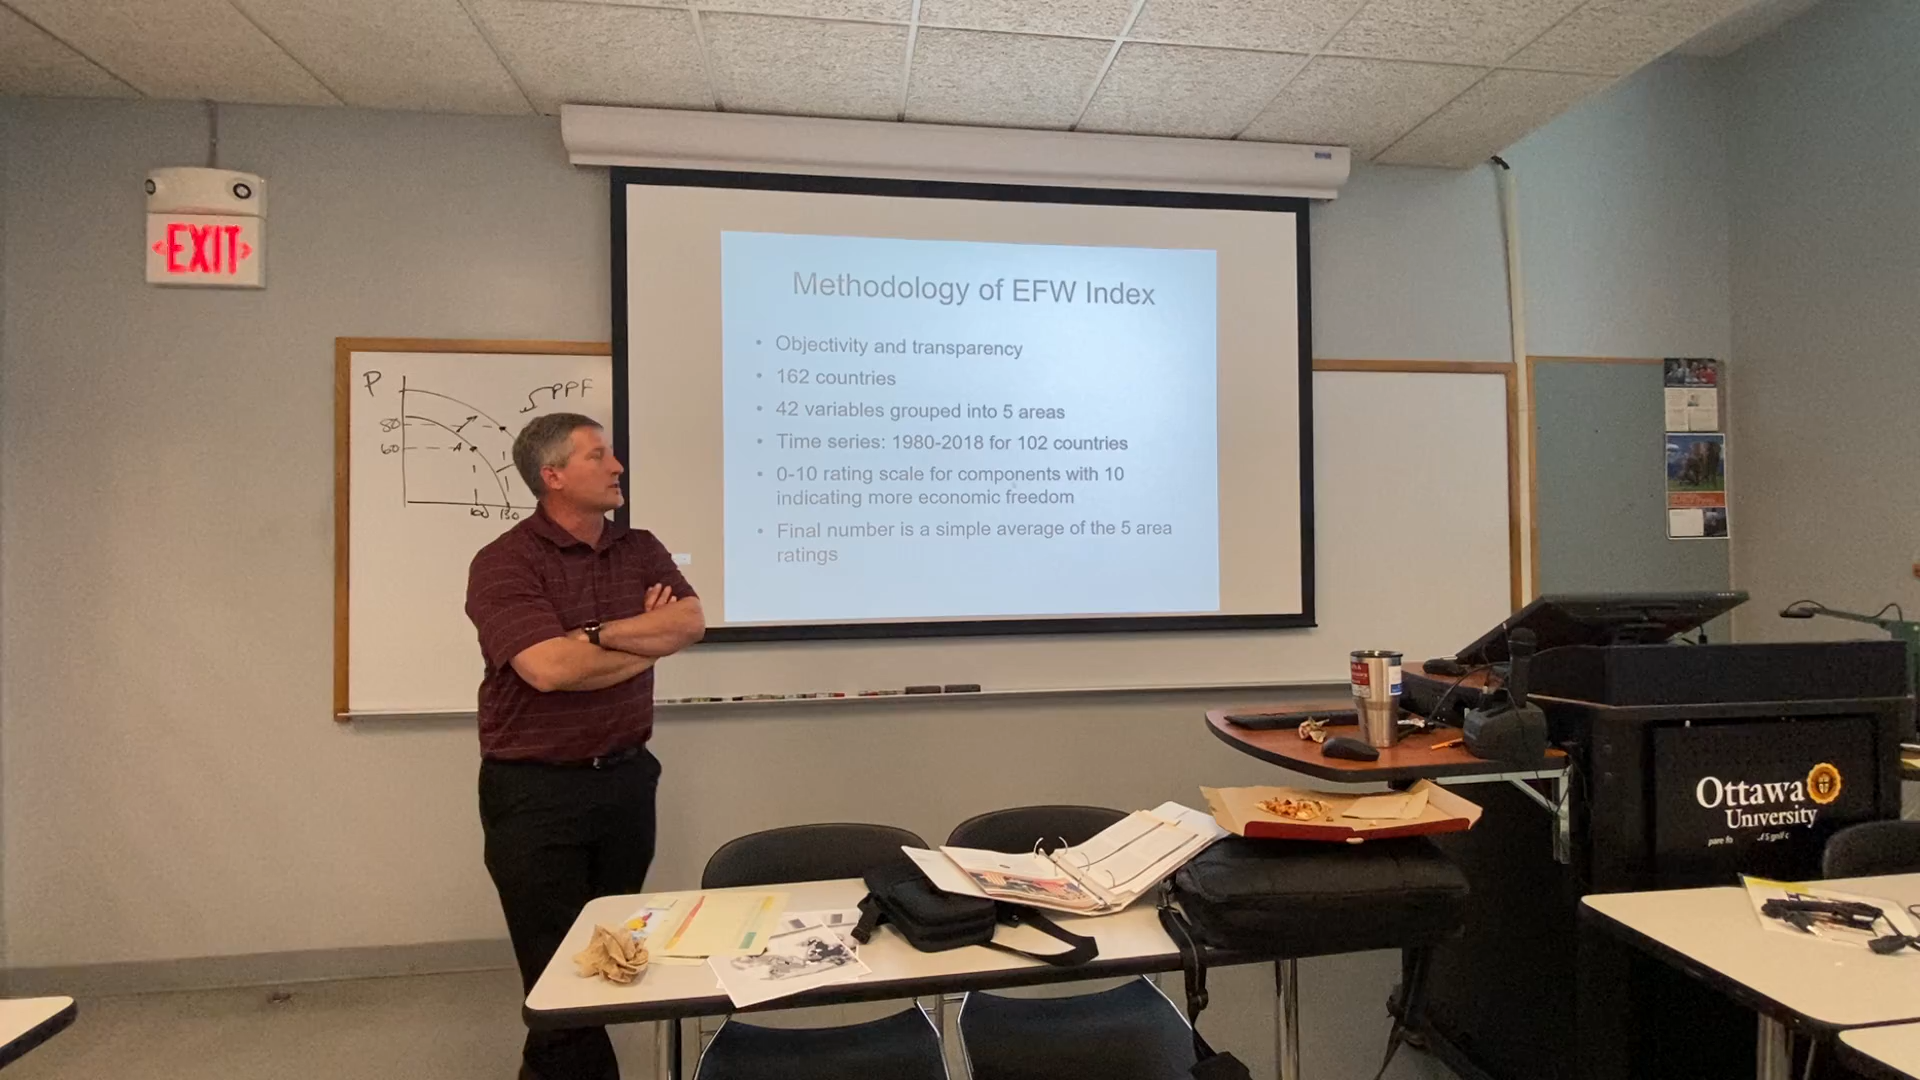 EXIT
Methodology of EFW Index
• Objectivity and transparency
• 162 countries
• 42 variables grouped into 5 areas
• Time series: 1980-2018 for 102 countries
• 0-10 rating scale for components with 10
indicating more economic freedom
• Final number is a simple average of the 5 area
ratings
P
PPF
80
60
A
100 130
Ottawa
University